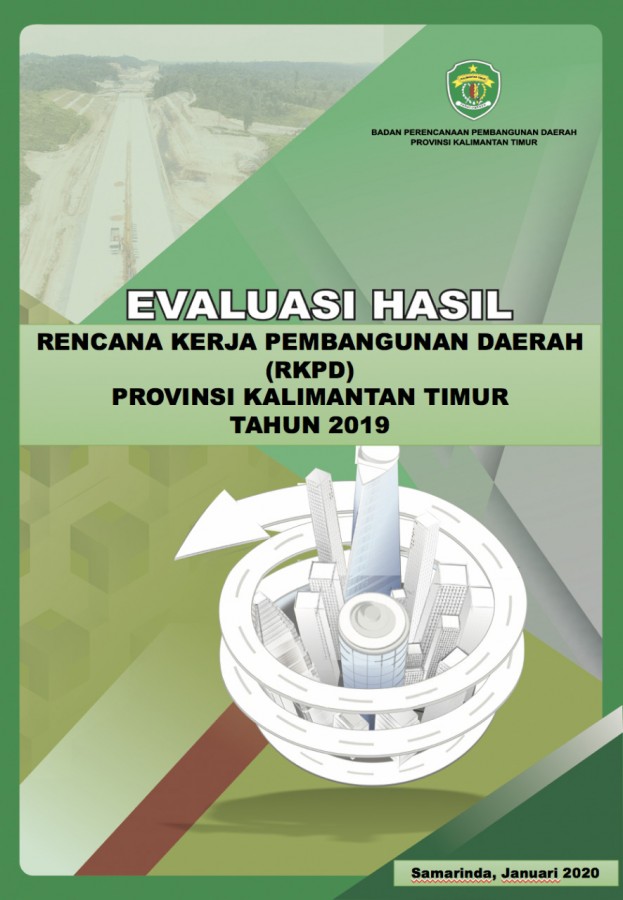 BADAN PERENCANAAN PEMBANGUNAN DAERAH
PROVINSI KALIMANTAN TIMUR
EVALUASI HASIL
RENCANA KERJA PEMBANGUNAN DAERAH
(RKPD)
PROVINSI KALIMANTAN TIMUR
TAHUN 2019
Samarinda, Januari 2020